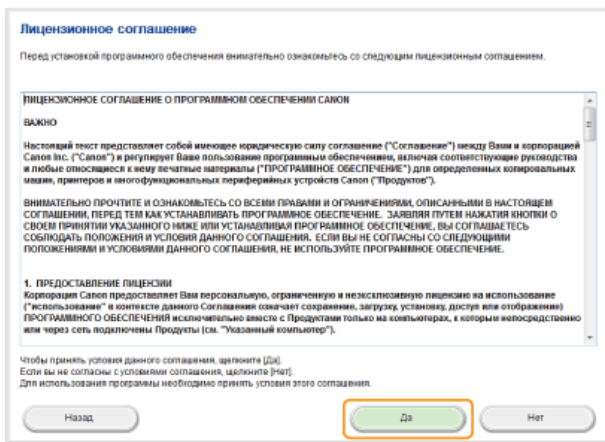 Лицензионное соглашение
Перед установкой программного обеспечения внимательно ознакомьтесь со следующим лицензионным соглашением.
ЛИЦЕНЗИОННОЕ СОГЛАШЕНИЕ О ПРОГРАММНОМ ОБЕСПЕЧЕНИИ CANON
ВАЖНО
Настоящий текст представляет собой имеющее юридическую силу соглашение ("Соглашение") между Вами и корпорацией
Canon Inc. ("Canon") и регулирует Ваше пользование программным обеспечением, включая соответствующие руководства
и любые относящиеся к нему печатные материалы ("ПРОГРАММНОЕ ОБЕСПЕЧЕНИЕ") для определенных копировальных
машин, принтеров и многофункциональных периферийных устройств Canon ("Продуктов").
ВНИМАТЕЛЬНО ПРОЧТИТЕ И ОЗНАКОМЬТЕСЬ СО ВСЕМИ ПРАВАМИ И ОГРАНИЧЕНИЯМИ, ОПИСАННЫМИ В НАСТОЯЩЕМ
СОГЛАШЕНИИ, ПЕРЕД ТЕМ КАК УСТАНАВЛИВАТЬ ПРОГРАММНОЕ ОБЕСПЕЧЕНИЕ. ЗАЯВЛЯЯ ПУТЕМ НАЖАТИЯ КНОПКИ О
СВОЕМ ПРИНЯТИИ УКАЗАННОГО НИЖЕ ИЛИ УСТАНАВЛИВАЯ ПРОГРАММНОЕ ОБЕСПЕЧЕНИЕ, ВЫ СОГЛАШАЕТЕСЬ
СОБЛЮДАТЬ ПОЛОЖЕНИЯ И УСЛОВИЯ ДАННОГО СОГЛАШЕНИЯ. ЕСЛИ ВЫ НЕ СОГЛАСНЫ СО СЛЕДУЮЩИМИ
ПОЛОЖЕНИЯМИ И УСЛОВИЯМИ ДАННОГО СОГЛАШЕНИЯ, НЕ ИСПОЛЬЗУЙТЕ ПРОГРАММНОЕ ОБЕСПЕЧЕНИЕ.
1. ПРЕДОСТАВЛЕНИЕ ЛИЦЕНЗИИ
Корпорация Canon предоставляет Вам персональную, ограниченную и неэксклюзивную лицензию на использование
("использование" в контексте данного Соглашения означает сохранение, загрузку, установку, доступ или отображение)
ПРОГРАММНОГО ОБЕСПЕЧЕНИЯ исключительно вместе с Продуктами только на компьютерах, к которым непосредственно
или через сеть подключены Продукты (см. "Указанный компьютер").
Чтобы принять условия данного соглашения, щелкните [Да].
Если вы не согласны с условиями соглашения, щелкните [Нет].
Для использования программы необходимо принять условия этого соглашения.
Назад
Да
Нет